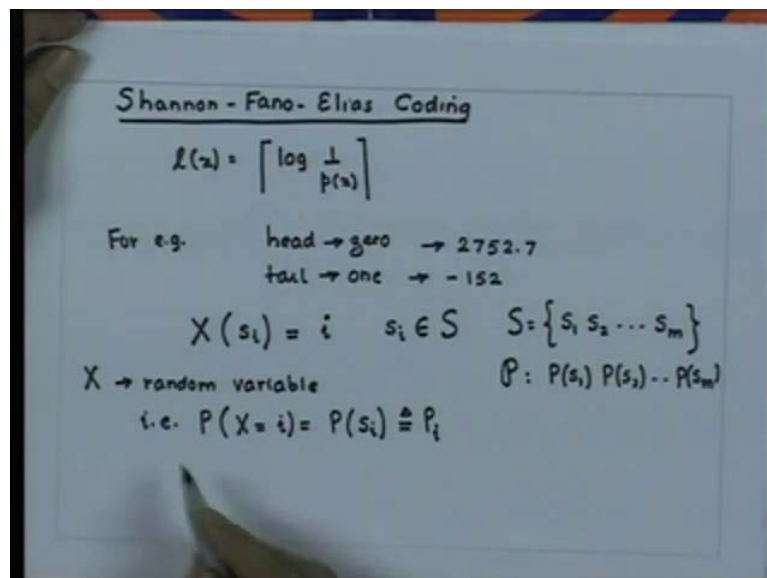 Shannon-Fano-Elias Coding
l(x) = ⌈log 1/p(x)⌉
For e.g. head → zero → 2752.7
tail → one → -152
X(sᵢ) = i sᵢ ∈ S S = {s₁ s₂ ... sₘ}
X → random variable P : P(s₁) P(s₂) .. P(sₘ)
i.e. P(X = i) = P(sᵢ) ≜ Pᵢ